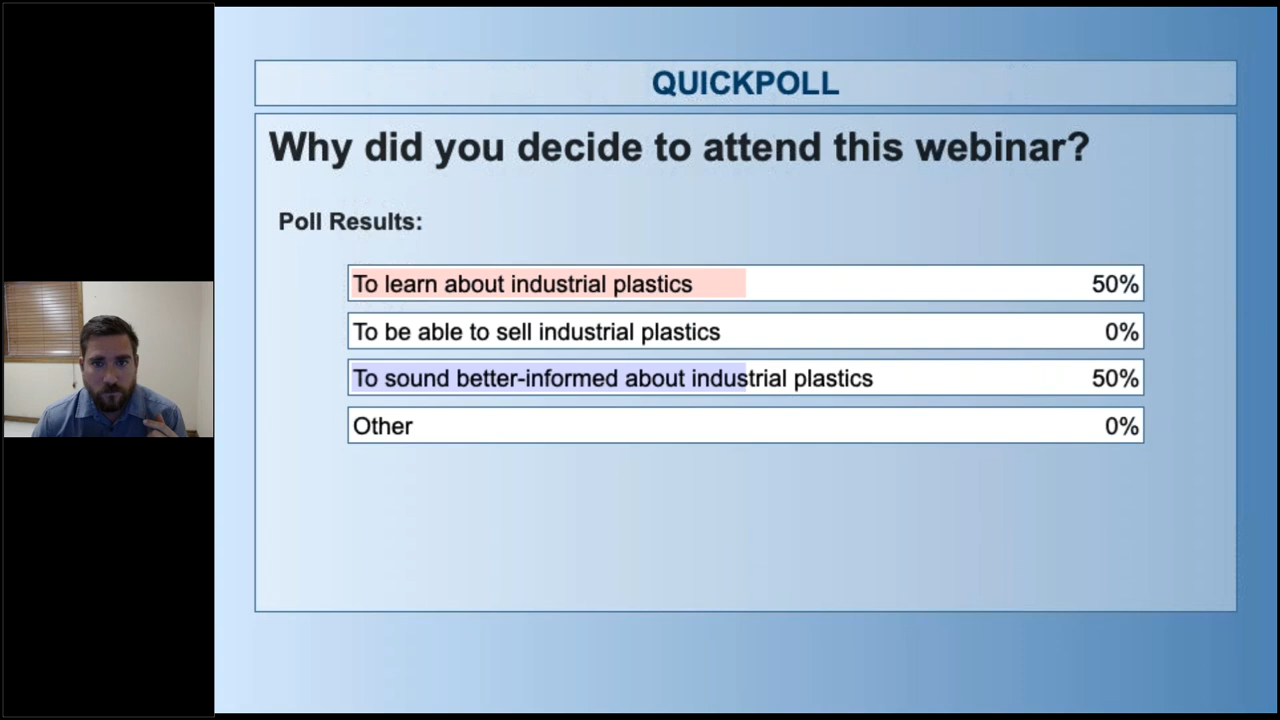 QUICKPOLL
Why did you decide to attend this webinar?
Poll Results:
To learn about industrial plastics 50%
To be able to sell industrial plastics 0%
To sound better-informed about industrial plastics 50%
Other 0%